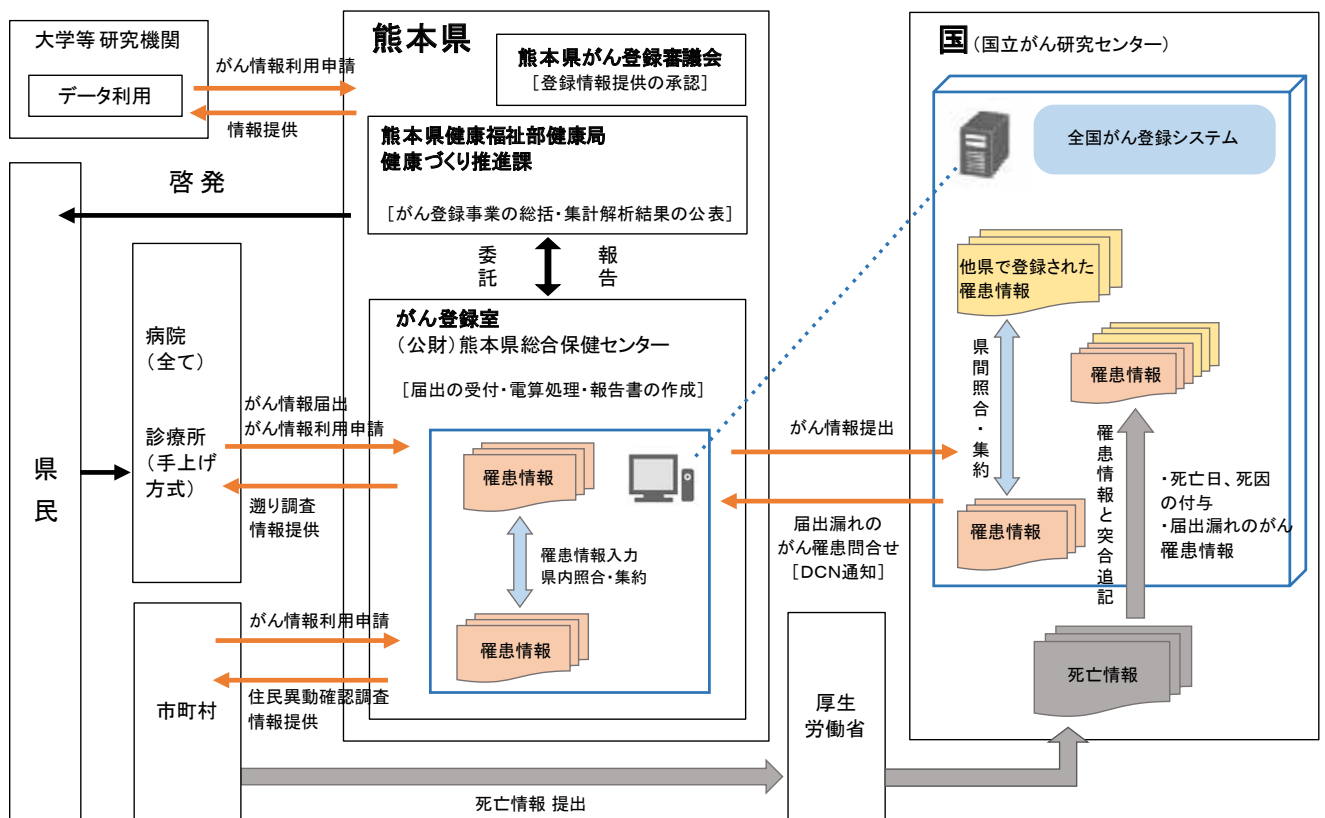 大学等 研究機関
データ利用
がん情報利用申請
情報提供
熊本県
熊本県がん登録審議会
[登録情報提供の承認]
熊本県健康福祉部健康局
健康づくり推進課
[がん登録事業の総括・集計解析結果の公表]
啓 発
委託
報告
がん登録室
(公財)熊本県総合保健センター
[届出の受付・電算処理・報告書の作成]
罹患情報
罹患情報入力
県内照合・集約
罹患情報
県民
病院
(全て)
診療所
(手上げ
方式)
がん情報届出
がん情報利用申請
遡り調査
情報提供
市町村
がん情報利用申請
住民異動確認調査
情報提供
死亡情報 提出
厚生
労働省
がん情報提出
届出漏れの
がん罹患問合せ
[DCN通知]
国(国立がん研究センター)
全国がん登録システム
他県で登録された
罹患情報
県間照合・集約
罹患情報
罹患情報
罹患情報と突合追記
・死亡日、死因
の付与
・届出漏れのがん
罹患情報
死亡情報